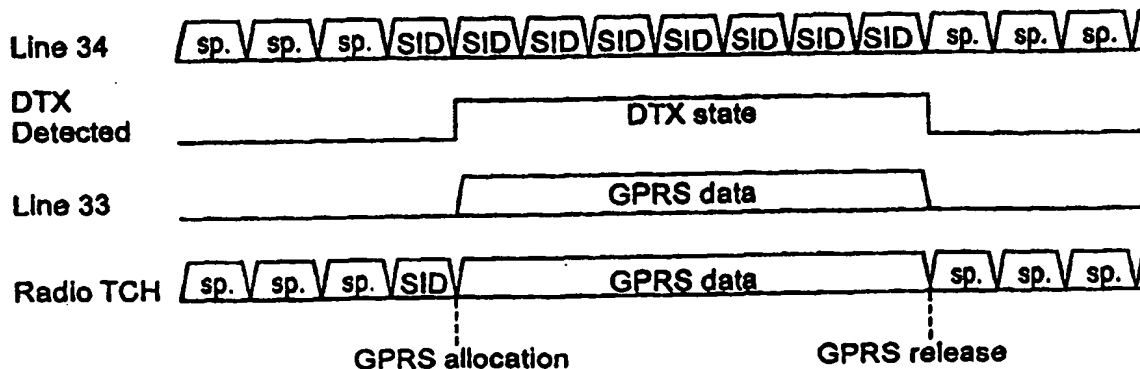 Line 34 sp. sp. sp. SID SID SID SID SID SID SID SID sp. sp. sp.
DTX
Detected
DTX state
Line 33 GPRS data
Radio TCH sp. sp. sp. SID GPRS data sp. sp. sp.
GPRS allocation GPRS release